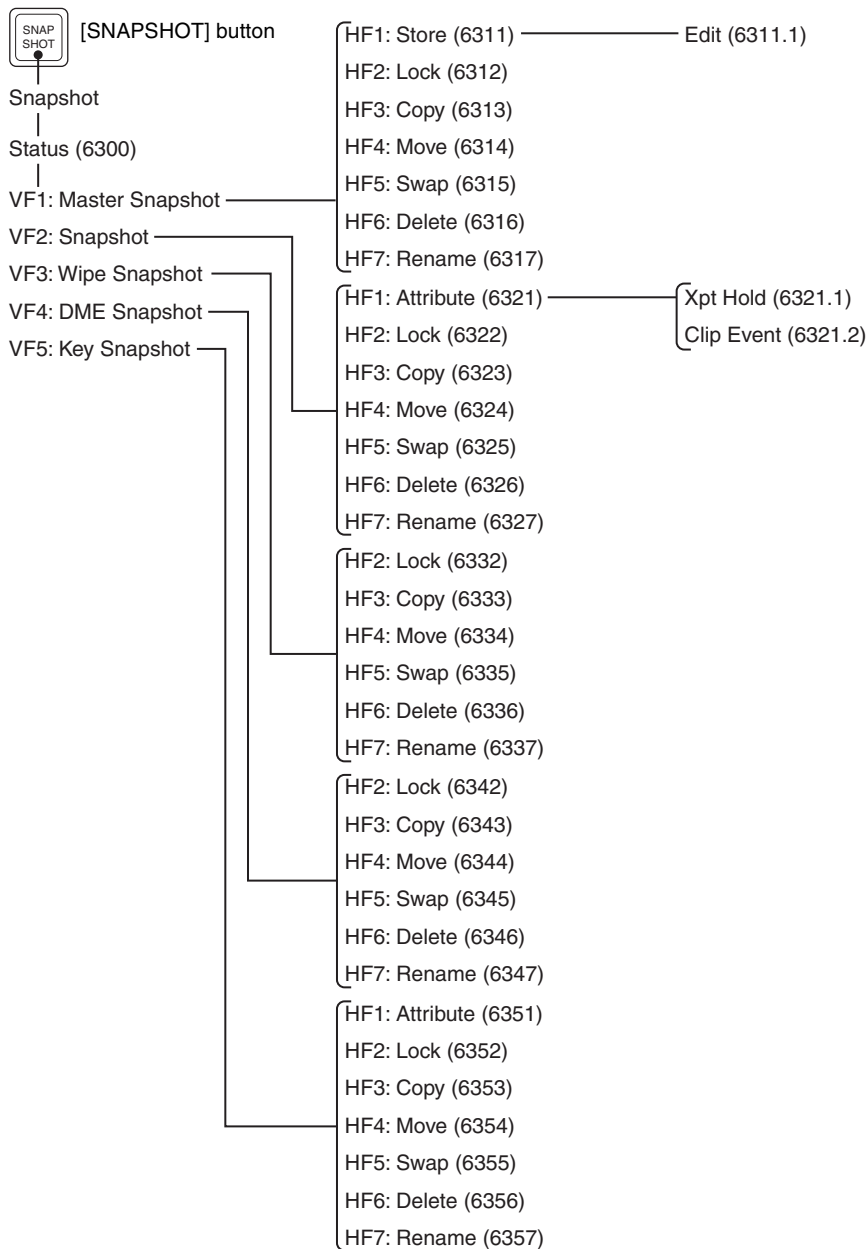 SNAP
SHOT
[SNAPSHOT] button
Snapshot
Status (6300)
VF1: Master Snapshot
VF2: Snapshot
VF3: Wipe Snapshot
VF4: DME Snapshot
VF5: Key Snapshot
HF1: Store (6311)
Edit (6311.1)
HF2: Lock (6312)
HF3: Copy (6313)
HF4: Move (6314)
HF5: Swap (6315)
HF6: Delete (6316)
HF7: Rename (6317)
HF1: Attribute (6321)
Xpt Hold (6321.1)
Clip Event (6321.2)
HF2: Lock (6322)
HF3: Copy (6323)
HF4: Move (6324)
HF5: Swap (6325)
HF6: Delete (6326)
HF7: Rename (6327)
HF2: Lock (6332)
HF3: Copy (6333)
HF4: Move (6334)
HF5: Swap (6335)
HF6: Delete (6336)
HF7: Rename (6337)
HF2: Lock (6342)
HF3: Copy (6343)
HF4: Move (6344)
HF5: Swap (6345)
HF6: Delete (6346)
HF7: Rename (6347)
HF1: Attribute (6351)
HF2: Lock (6352)
HF3: Copy (6353)
HF4: Move (6354)
HF5: Swap (6355)
HF6: Delete (6356)
HF7: Rename (6357)